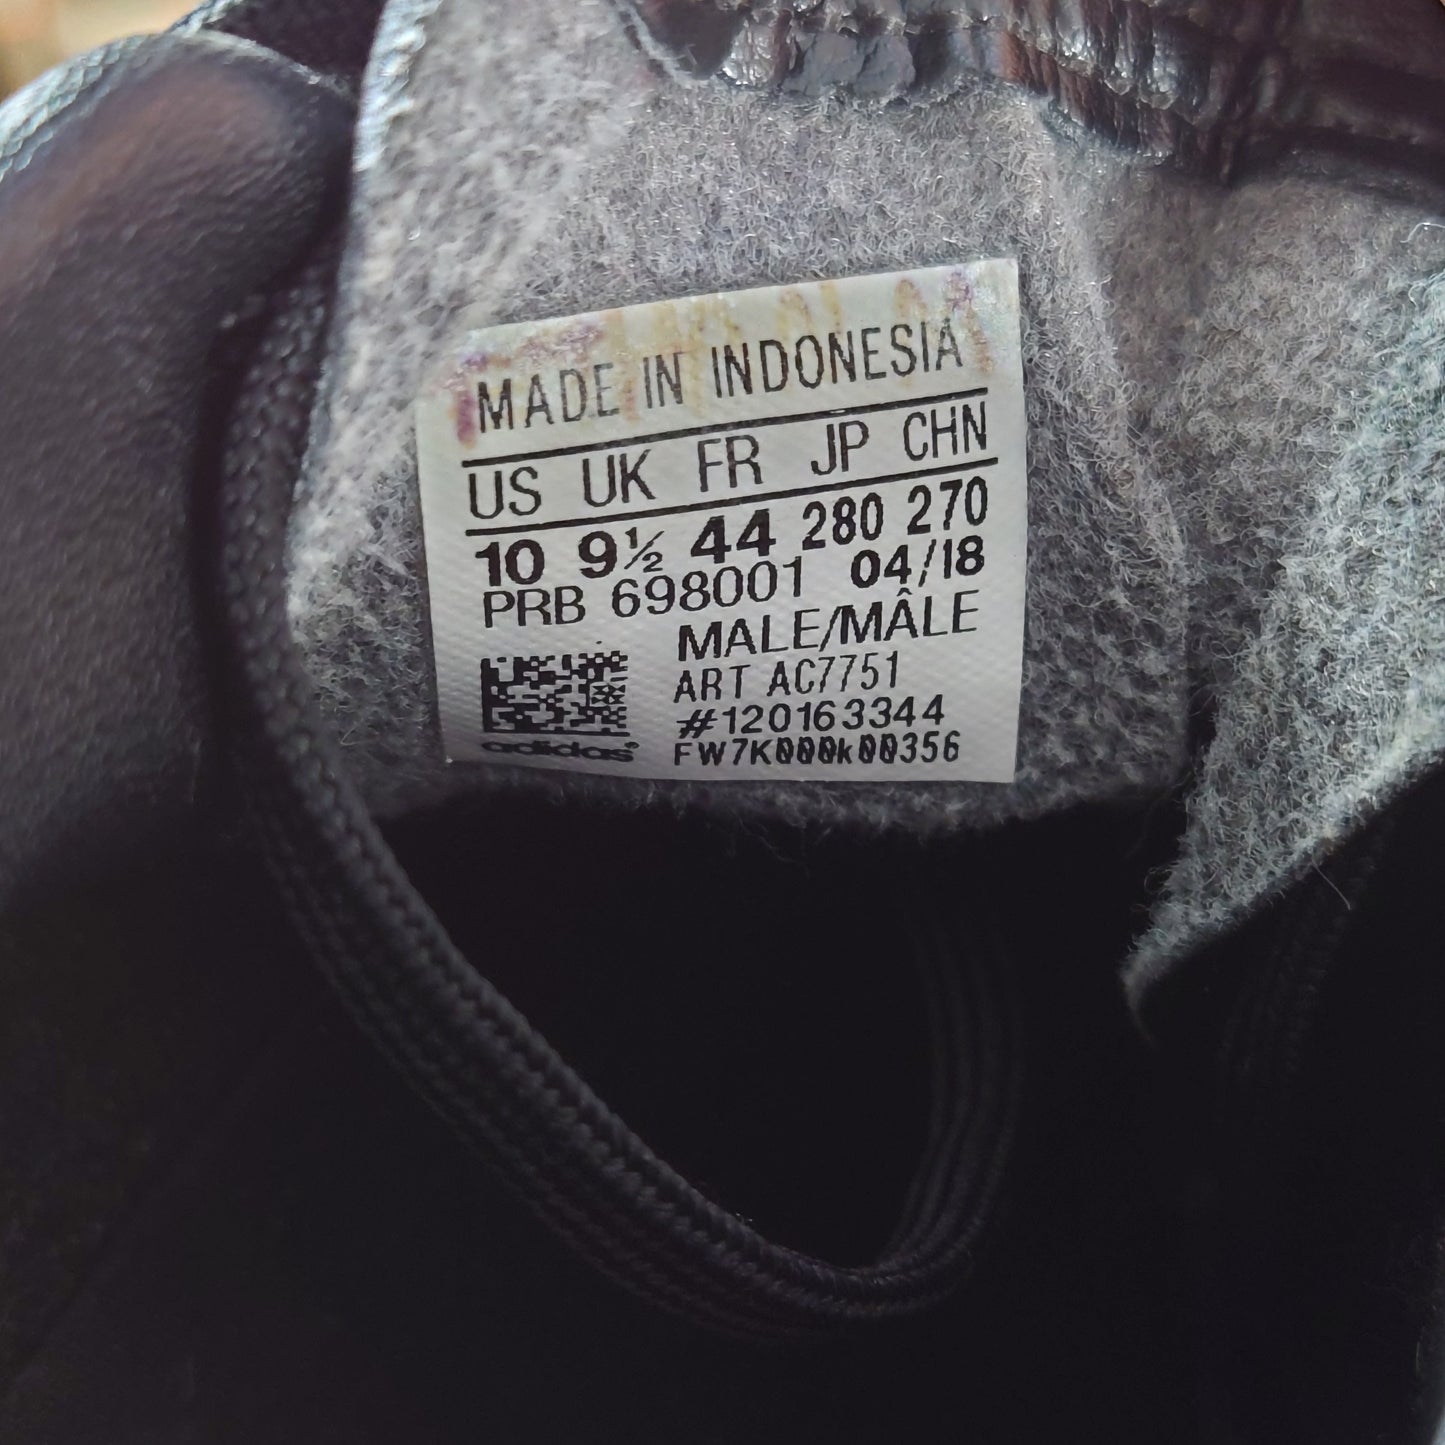 MADE IN INDONESIA
US UK FR JP CHN
10 9½ 44 280 270
PRB 698001 04/18
MALE/MÂLE
ART AC7751
#120163344
adidas FW7K000k00356